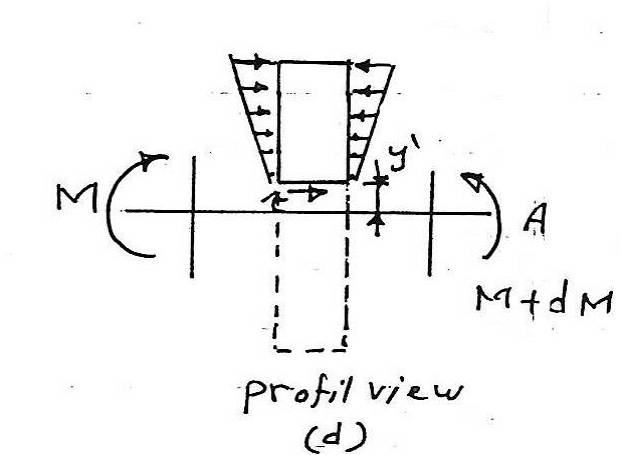 y'
M
A
M+dM
τ
profil view
(d)